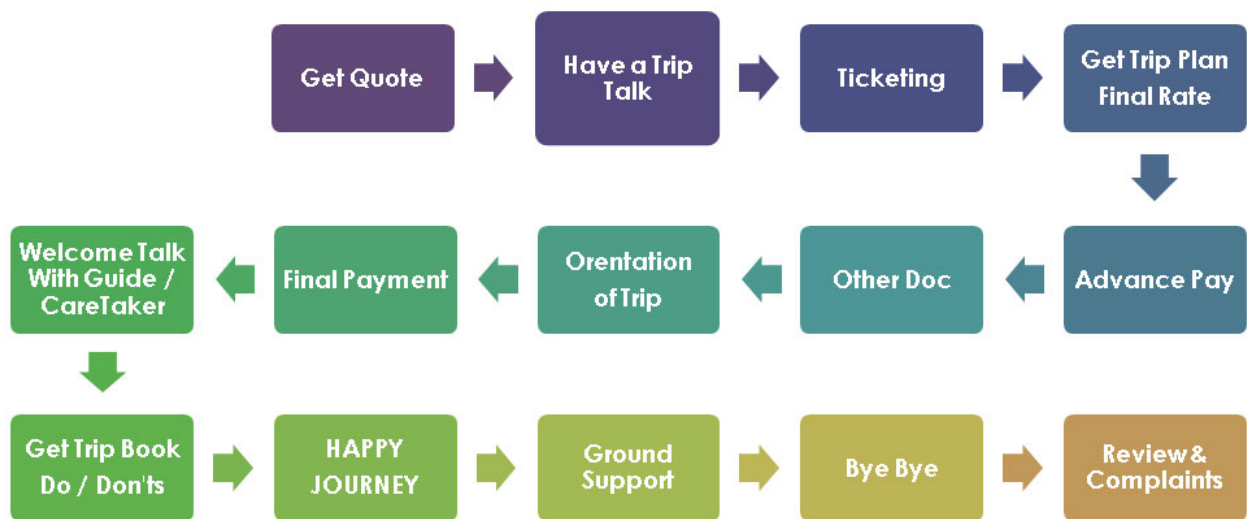 Get Quote
Have a Trip
Talk
Ticketing
Get Trip Plan
Final Rate
Advance Pay
Other Doc
Orentation
of Trip
Final Payment
Welcome Talk
With Guide /
CareTaker
Get Trip Book
Do / Don'ts
HAPPY
JOURNEY
Ground
Support
Bye Bye
Review &
Complaints